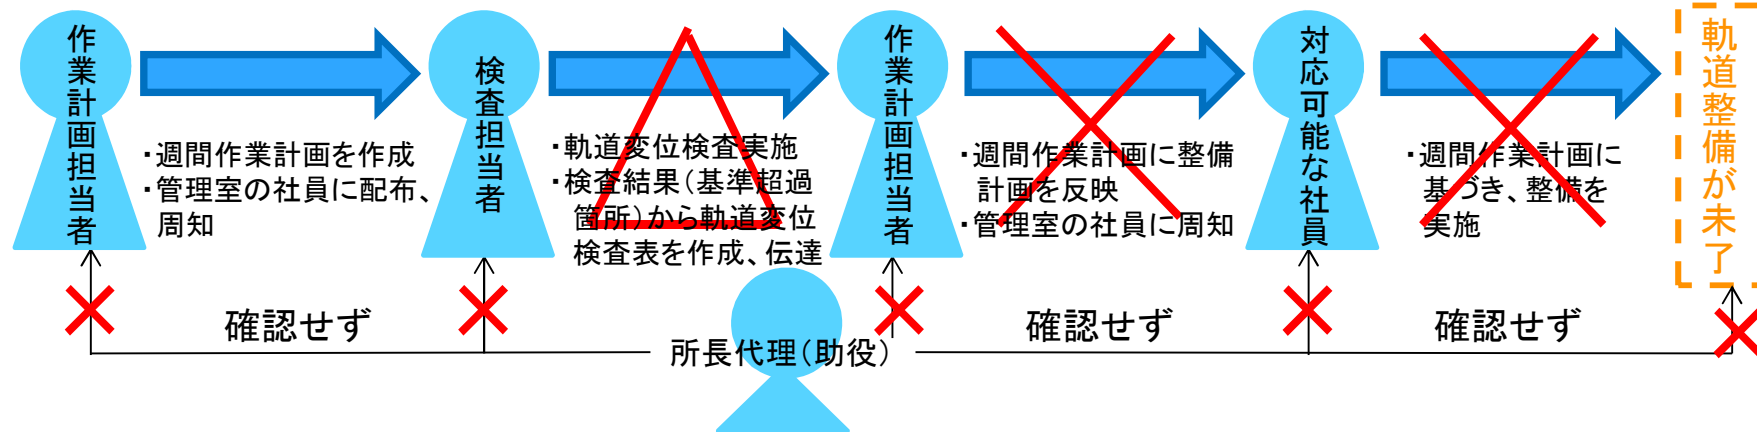 作業計画担当者
・週間作業計画を作成
・管理室の社員に配布、
周知
検査担当者
・軌道変位検査実施
・検査結果（基準超過
箇所）から軌道変位
検査表を作成、伝達
作業計画担当者
・週間作業計画に整備
計画を反映
・管理室の社員に周知
対応可能な社員
・週間作業計画に
基づき、整備を
実施
軌道整備が未了
確認せず
確認せず
確認せず
所長代理（助役）